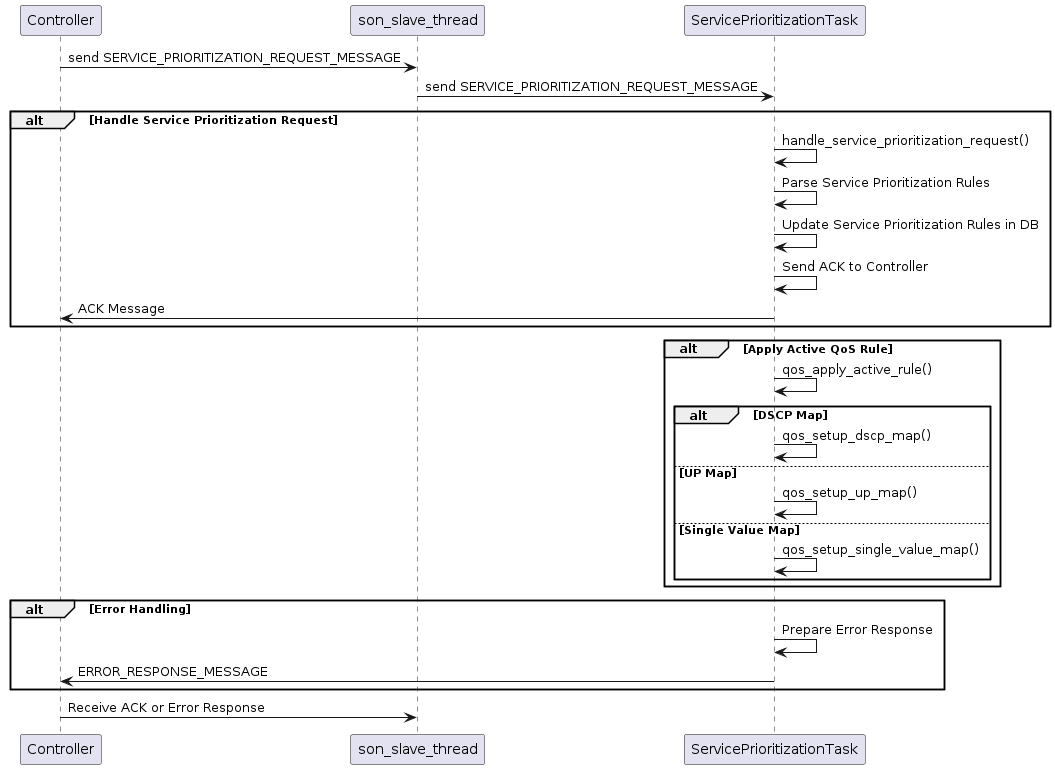 Controller son_slave_thread ServicePrioritizationTask
send SERVICE_PRIORITIZATION_REQUEST_MESSAGE
send SERVICE_PRIORITIZATION_REQUEST_MESSAGE
alt [Handle Service Prioritization Request]
handle_service_prioritization_request()
Parse Service Prioritization Rules
Update Service Prioritization Rules in DB
Send ACK to Controller
ACK Message
alt [Apply Active QoS Rule]
qos_apply_active_rule()
alt [DSCP Map]
qos_setup_dscp_map()
[UP Map]
qos_setup_up_map()
[Single Value Map]
qos_setup_single_value_map()
alt [Error Handling]
Prepare Error Response
ERROR_RESPONSE_MESSAGE
Receive ACK or Error Response
Controller son_slave_thread ServicePrioritizationTask